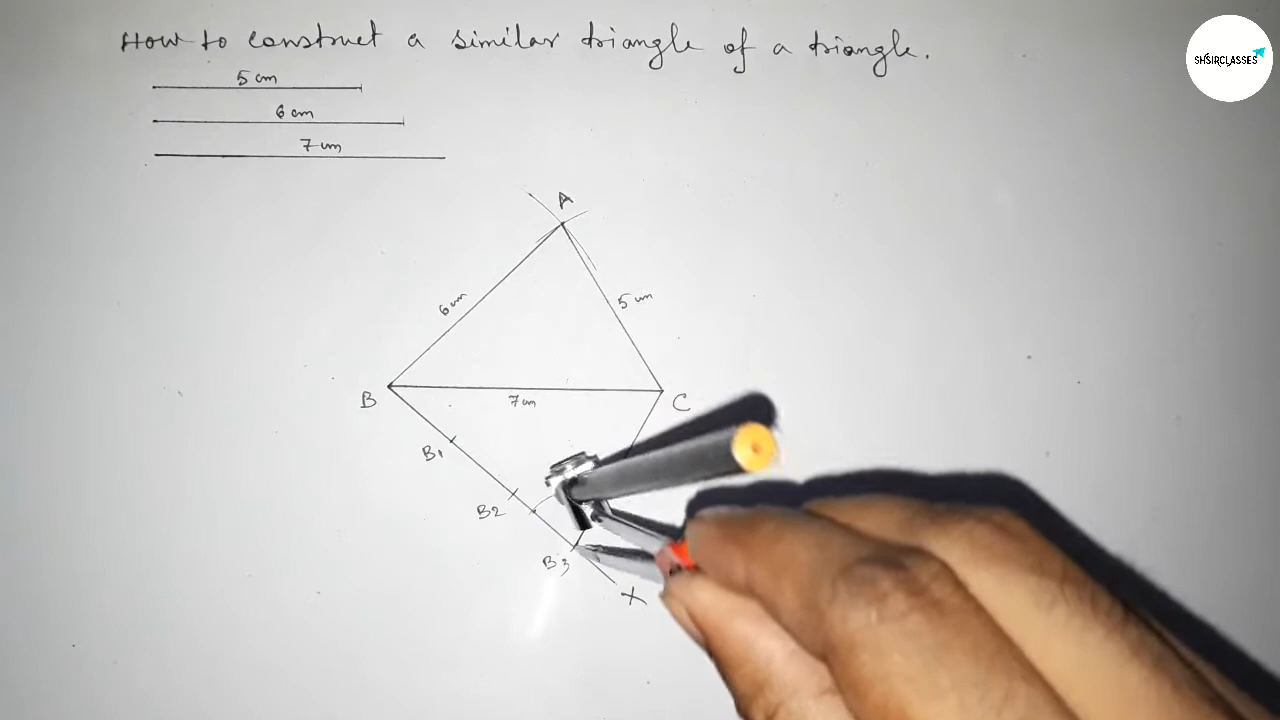 How to construct a similar triangle of a triangle.
SHSIRCLASSES
5 cm
6 cm
7 cm
A
6 cm
5 cm
B
7 cm
C
B1
B2
B3
X